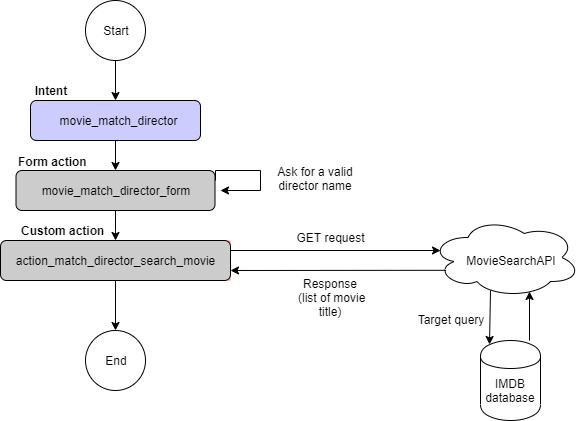 Start
Intent
movie_match_director
Form action
movie_match_director_form
Ask for a valid
director name
Custom action
action_match_director_search_movie
GET request
MovieSearchAPI
Response
(list of movie
title)
Target query
End
IMDB
database